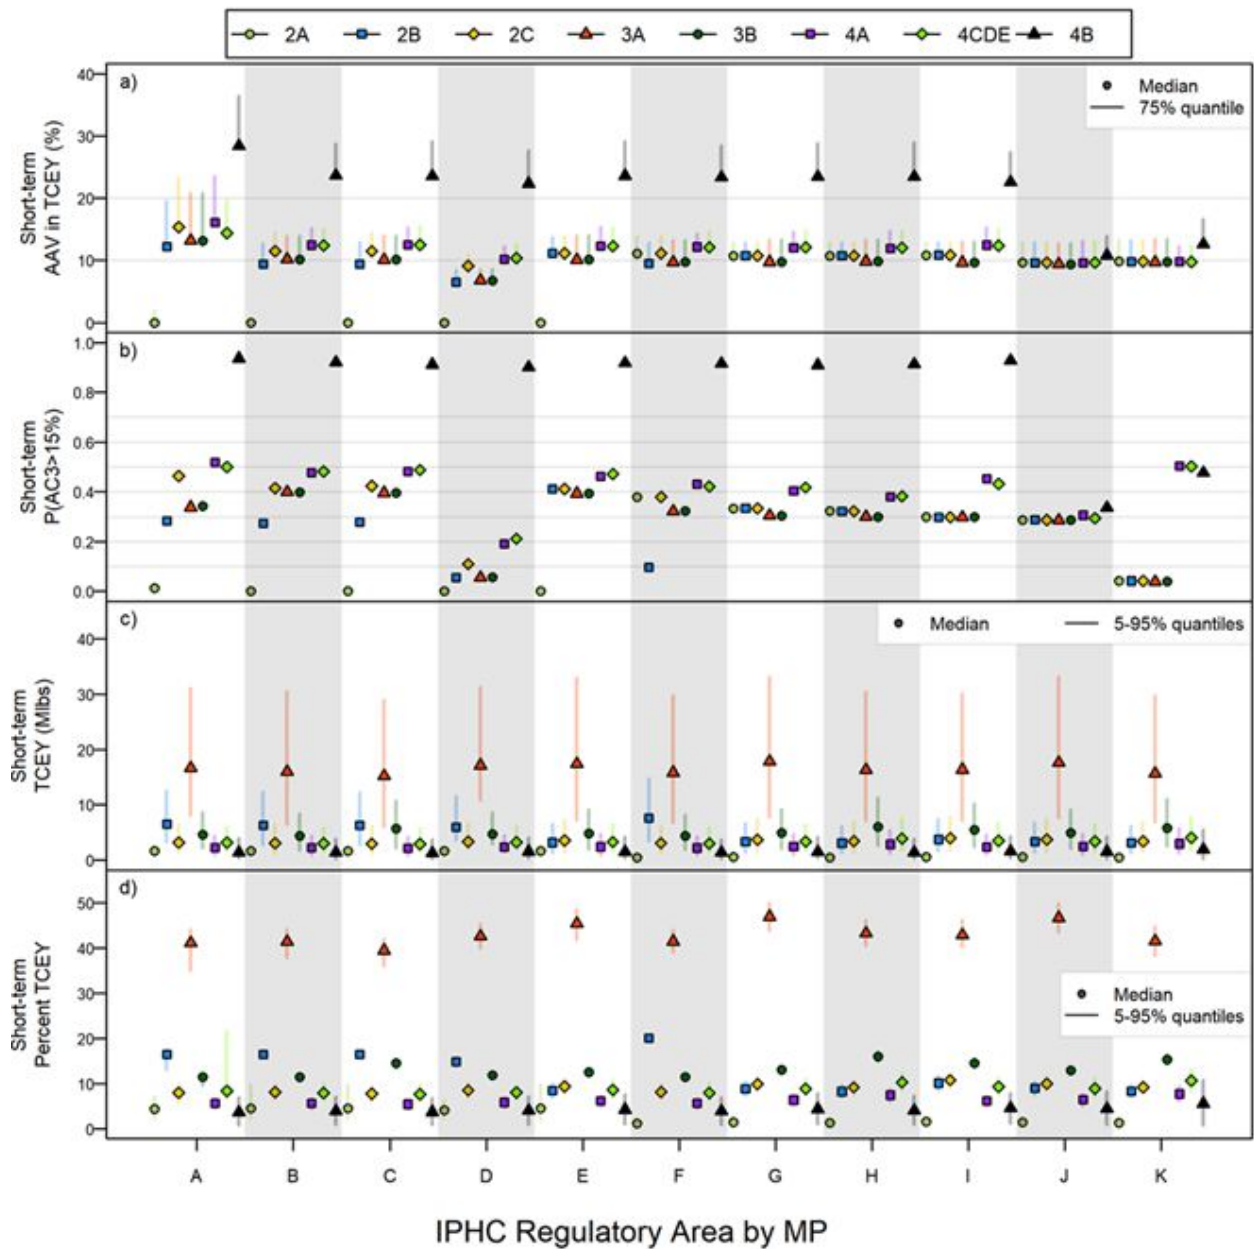 2A 2B 2C 3A 3B 4A 4CDE 4B
a)
Median
75% quantile
Short-term
AAV in TCEY (%)
40
30
20
10
0
b)
Short-term
P(AC3>15%)
1.0
0.8
0.6
0.4
0.2
0.0
c)
Median 5-95% quantiles
Short-term
TCEY (Mlbs)
40
30
20
10
0
d)
Median
5-95% quantiles
Short-term
Percent TCEY
50
40
30
20
10
0
A B C D E F G H I J K
IPHC Regulatory Area by MP